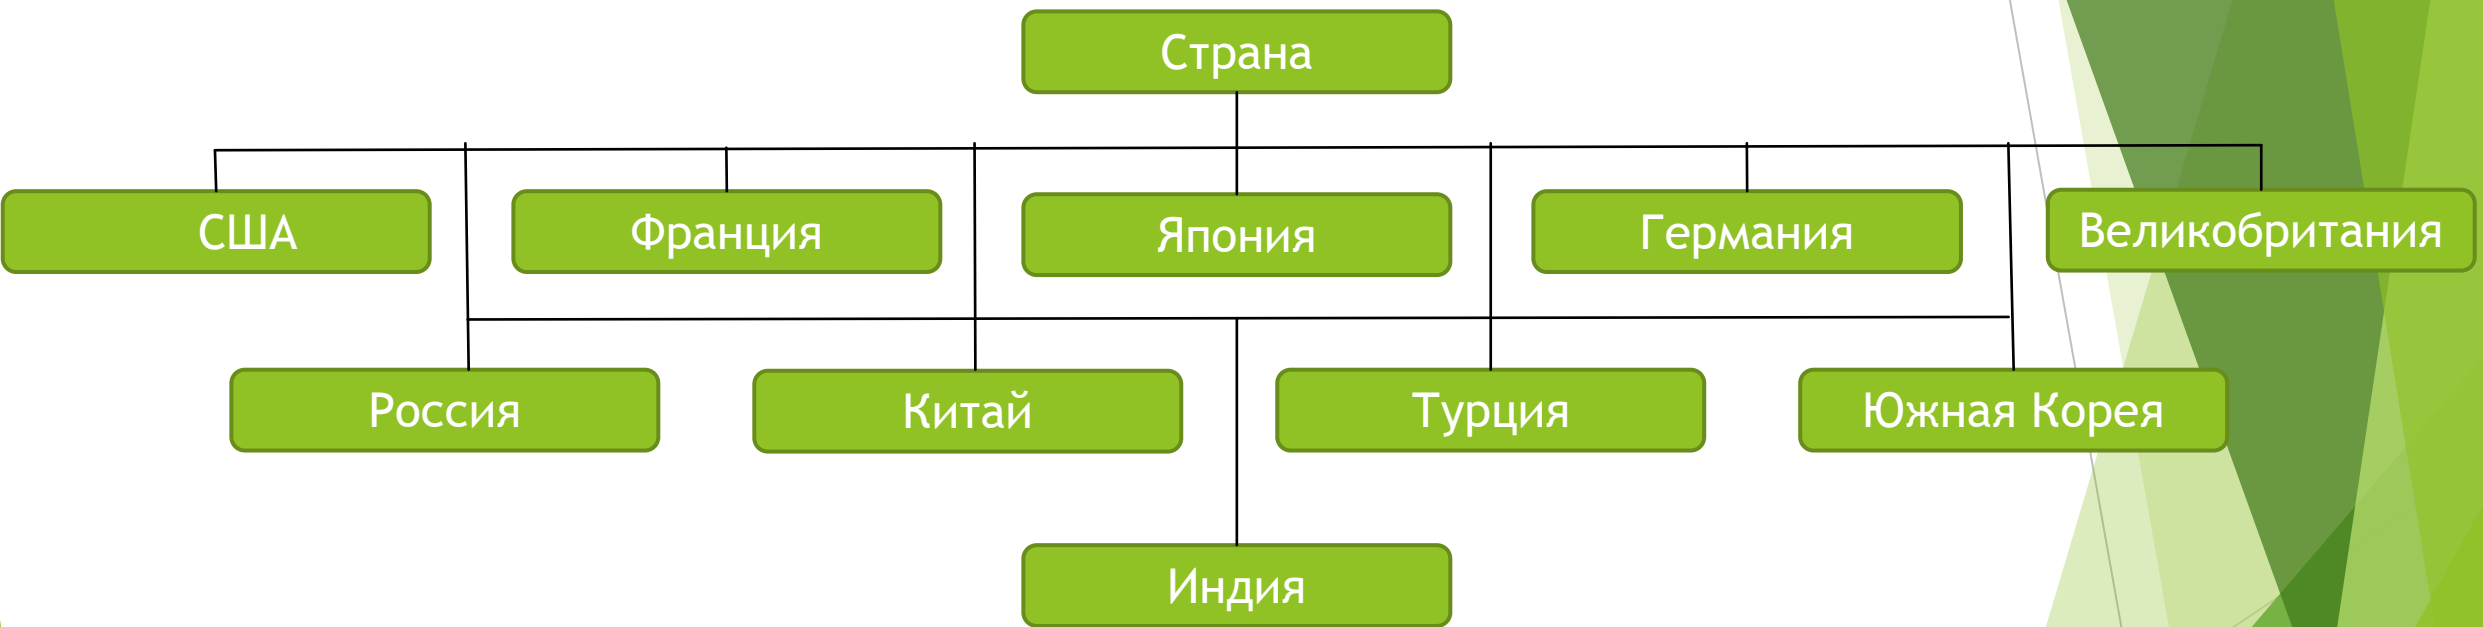 Страна
США
Франция
Япония
Германия
Великобритания
Россия
Китай
Турция
Южная Корея
Индия